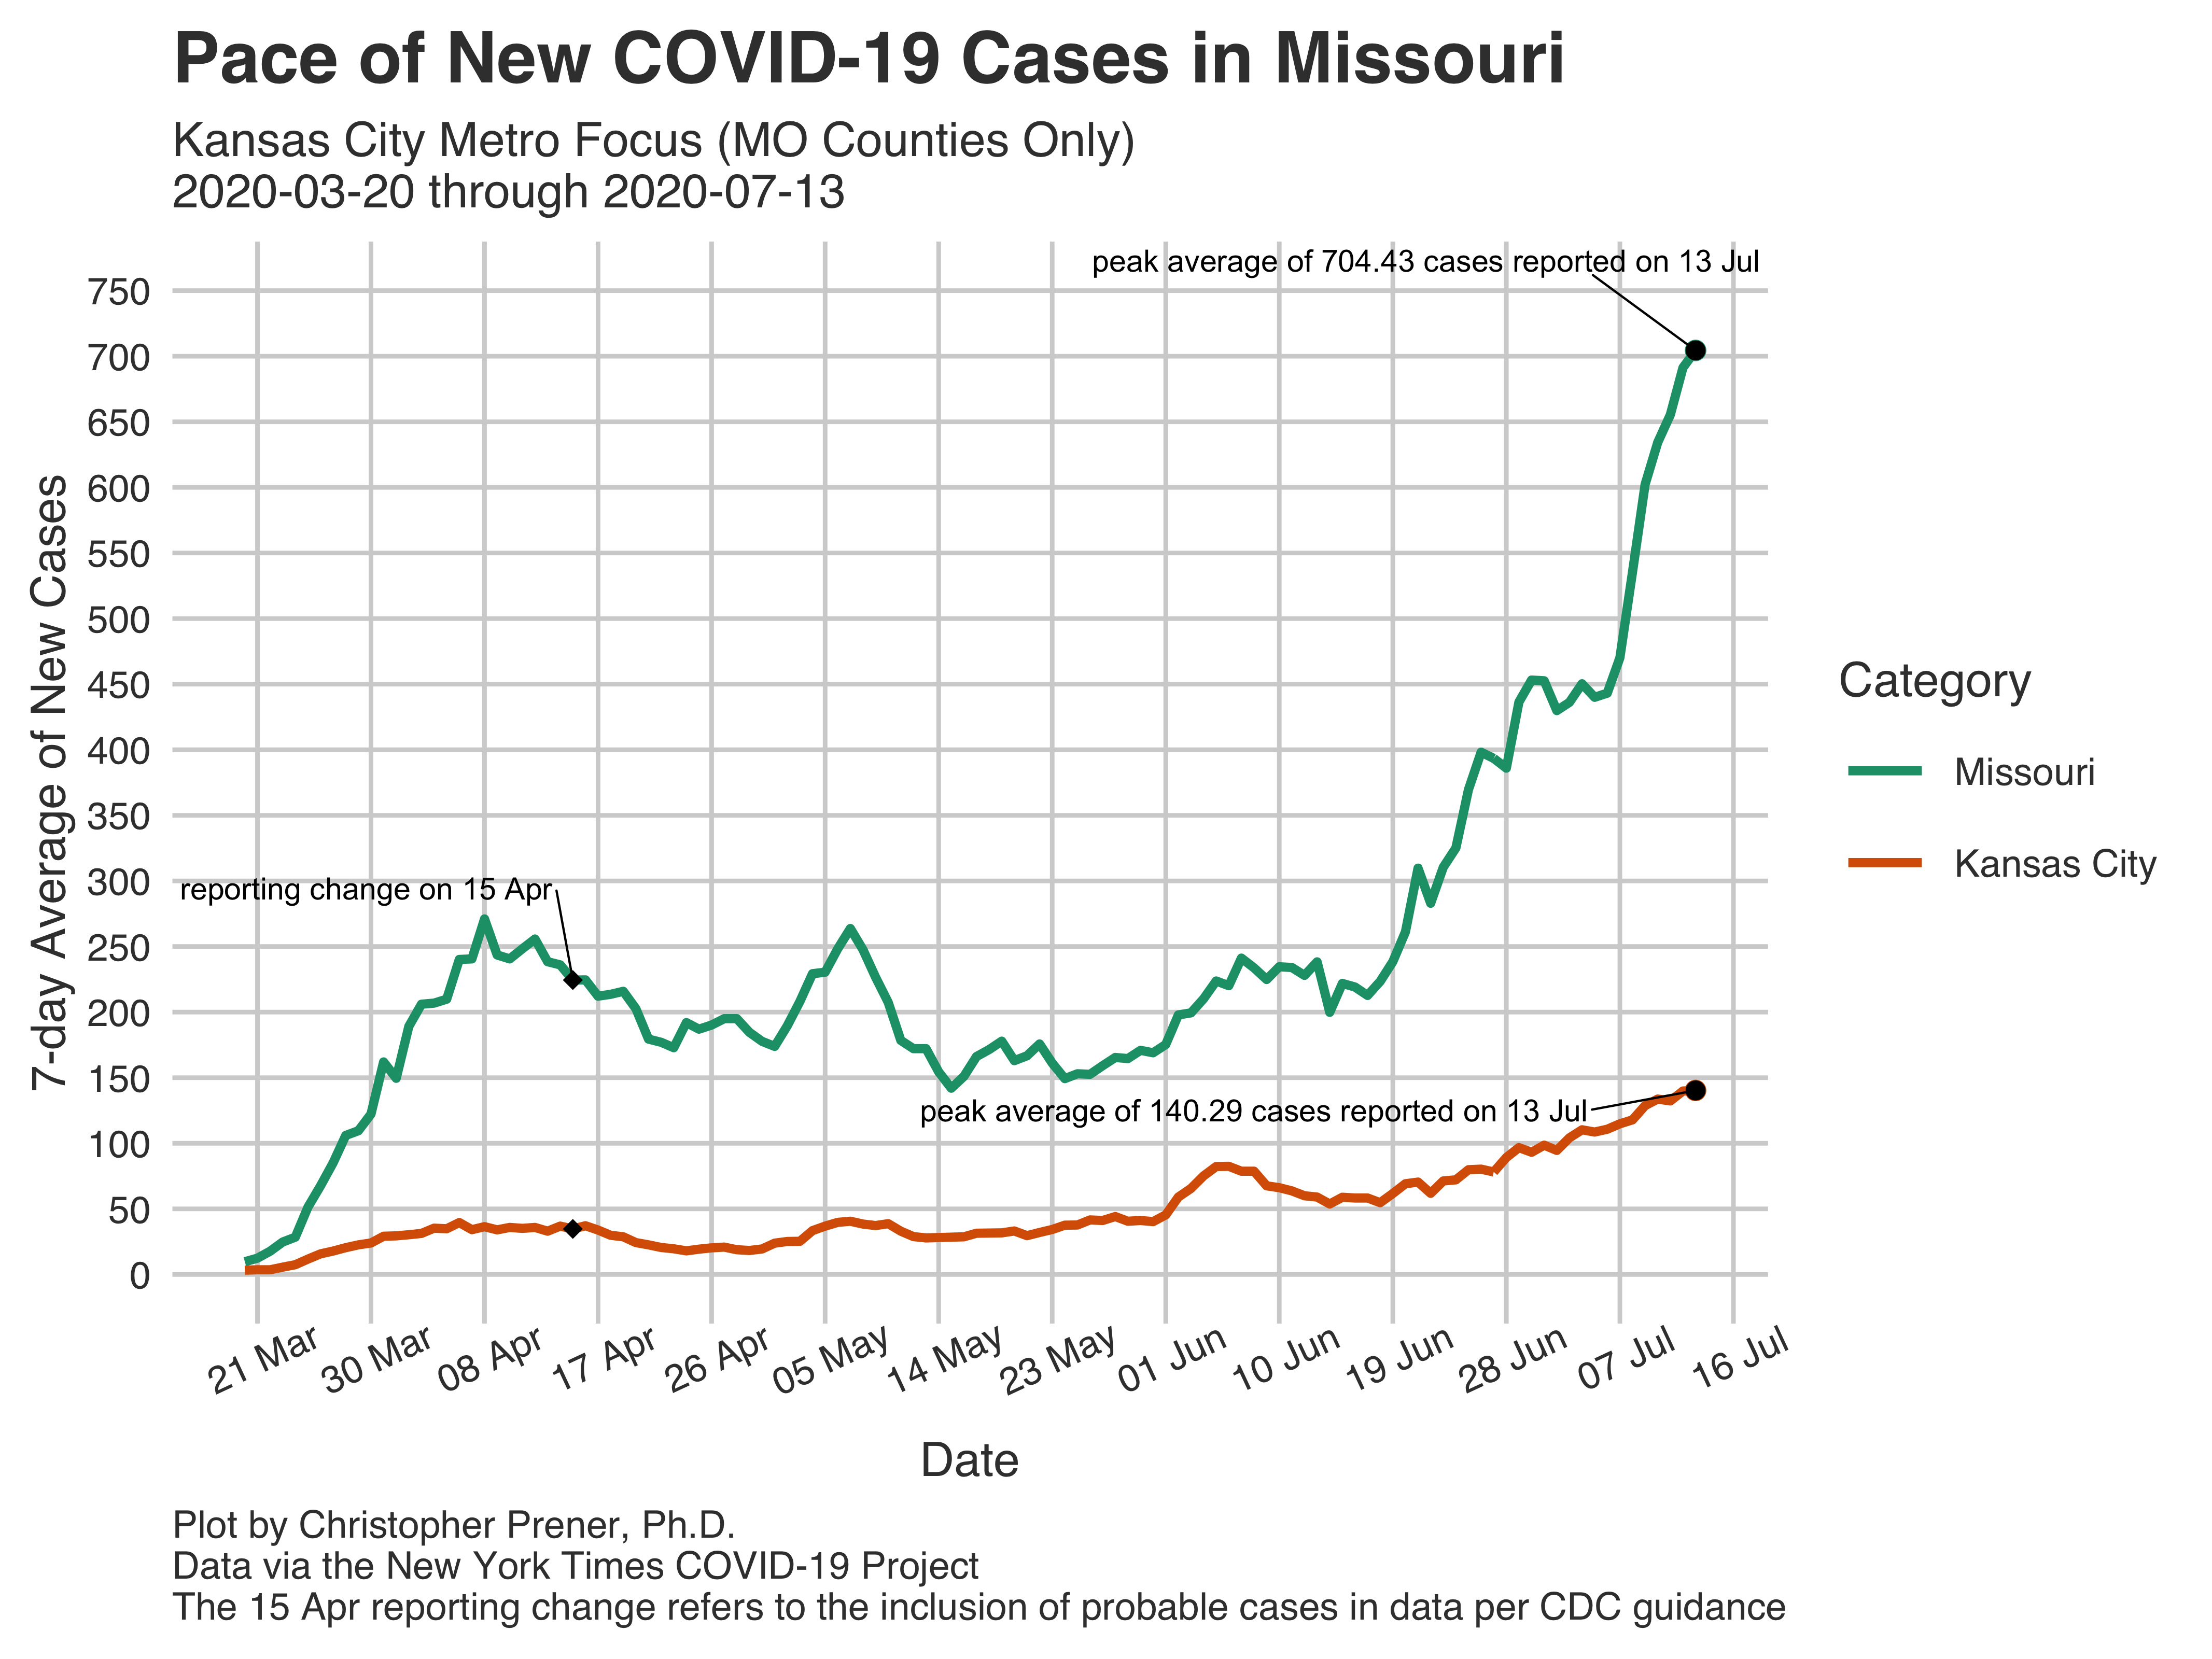 Pace of New COVID-19 Cases in Missouri
Kansas City Metro Focus (MO Counties Only)
2020-03-20 through 2020-07-13
peak average of 704.43 cases reported on 13 Jul
750
700
650
600
550
500
450
400
350
300
250
200
150
100
50
0
7-day Average of New Cases
reporting change on 15 Apr
peak average of 140.29 cases reported on 13 Jul
Category
Missouri
Kansas City
21 Mar
30 Mar
08 Apr
17 Apr
26 Apr
05 May
14 May
23 May
01 Jun
10 Jun
19 Jun
28 Jun
07 Jul
16 Jul
Date
Plot by Christopher Prener, Ph.D.
Data via the New York Times COVID-19 Project
The 15 Apr reporting change refers to the inclusion of probable cases in data per CDC guidance